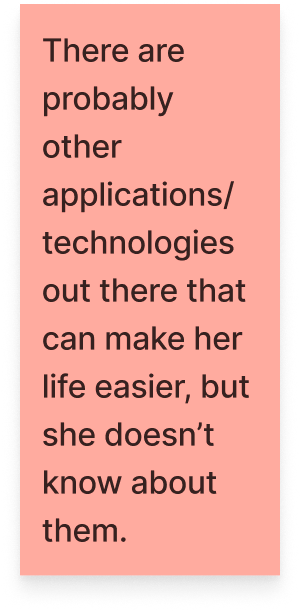 There are
probably
other
applications/
technologies
out there that
can make her
life easier, but
she doesn’t
know about
them.